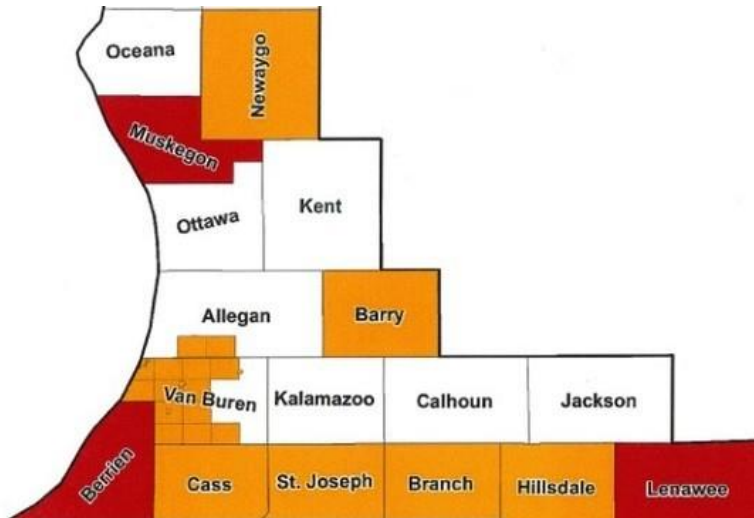 Oceana
Newaygo
Muskegon
Ottawa
Kent
Allegan
Barry
Van Buren
Kalamazoo
Calhoun
Jackson
Berrien
Cass
St. Joseph
Branch
Hillsdale
Lenawee